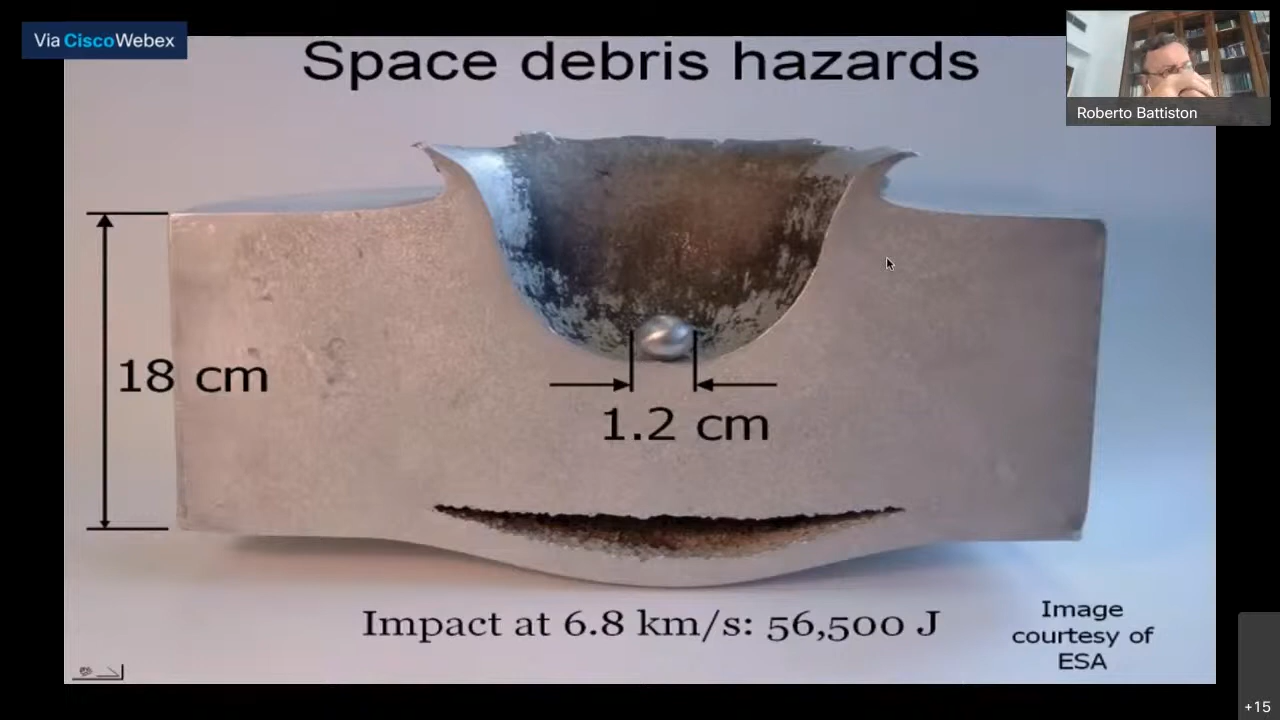 Via CiscoWebex
Space debris hazards
Roberto Battiston
18 cm
1.2 cm
Impact at 6.8 km/s: 56,500 J
Image
courtesy of
ESA
+15